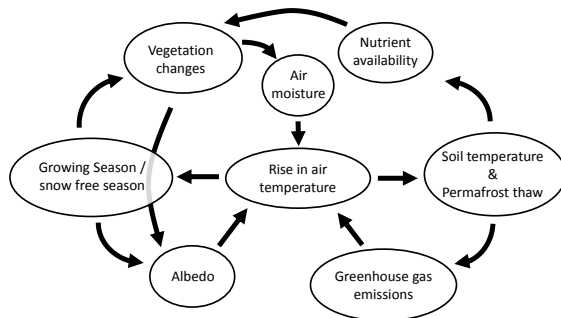 Vegetation
changes
Nutrient
availability
Air
moisture
Growing Season /
snow free season
Rise in air
temperature
Soil temperature
&
Permafrost thaw
Albedo
Greenhouse gas
emissions